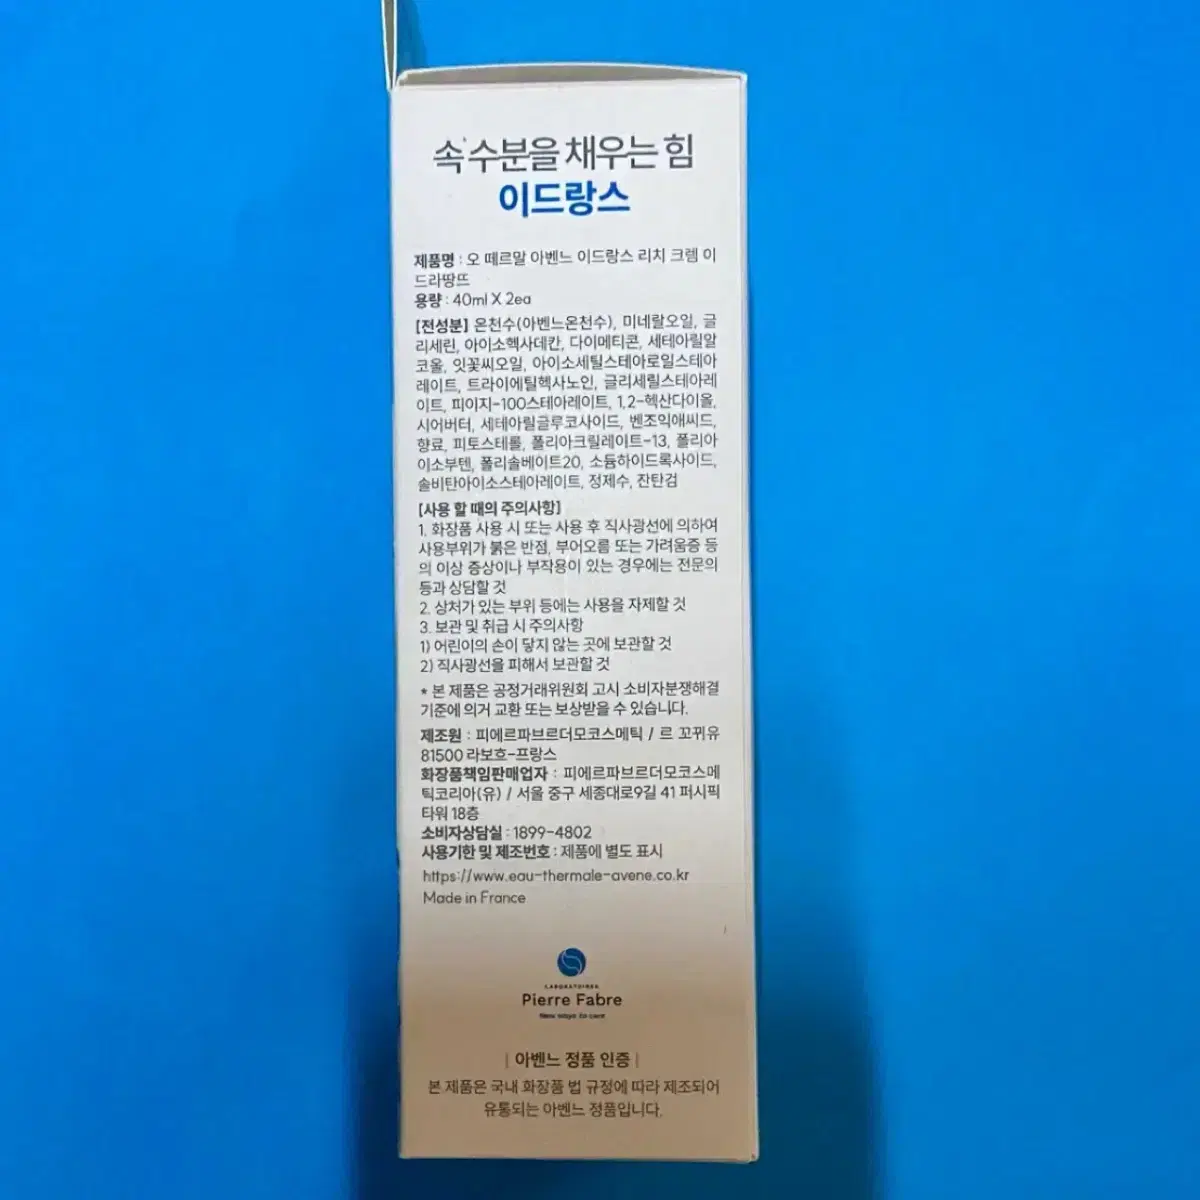 속수분을 채우는 힘
이드랑스
제품명 : 오 떼르말 아벤느 이드랑스 리치 크렘 이
드라땅뜨
용량 : 40ml X 2ea
[전성분] 온천수(아벤느온천수), 미네랄오일, 글
리세린, 아이소헥사데칸, 다이메티콘, 세테아릴알
코올, 잇꽃씨오일, 아이소세틸스테아로일스테아
레이트, 트라이에틸헥사노인, 글리세릴스테아레
이트, 피이지-100스테아레이트, 1,2-헥산다이올,
시어버터, 세테아릴글루코사이드, 벤조익애씨드,
향료, 피토스테롤, 폴리아크릴레이트-13, 폴리아
이소부텐, 폴리솔베이트20, 소듐하이드록사이드,
솔비탄아이소스테아레이트, 정제수, 잔탄검
[사용 할 때의 주의사항]
1. 화장품 사용 시 또는 사용 후 직사광선에 의하여
사용부위가 붉은 반점, 부어오름 또는 가려움증 등
의 이상 증상이나 부작용이 있는 경우에는 전문의
등과 상담할 것
2. 상처가 있는 부위 등에는 사용을 자제할 것
3. 보관 및 취급 시 주의사항
1) 어린이의 손이 닿지 않는 곳에 보관할 것
2) 직사광선을 피해서 보관할 것
* 본 제품은 공정거래위원회 고시 소비자분쟁해결
기준에 의거 교환 또는 보상받을 수 있습니다.
제조원 : 피에르파브르더모코스메틱 / 르 꼬뀌유
81500 라보흐-프랑스
화장품책임판매업자 : 피에르파브르더모코스메
틱코리아(유) / 서울 중구 세종대로9길 41 퍼시픽
타워 18층
소비자상담실 : 1899-4802
사용기한 및 제조번호 : 제품에 별도 표시
https://www.eau-thermale-avene.co.kr
Made in France
LABORATOIRES
Pierre Fabre
New ways to care
| 아벤느 정품 인증 |
본 제품은 국내 화장품 법 규정에 따라 제조되어
유통되는 아벤느 정품입니다.